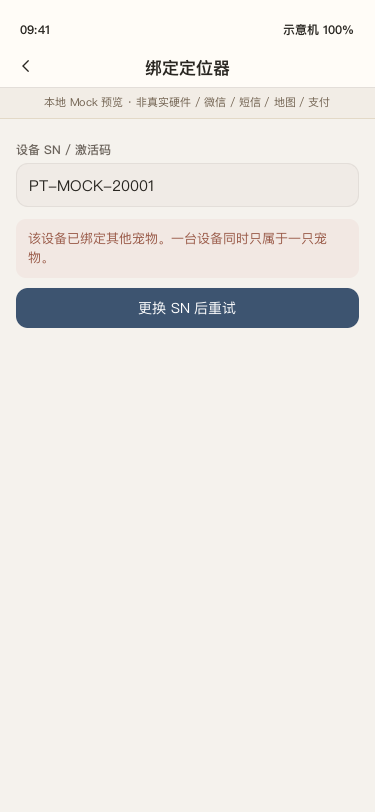 09:41
示意机 100%
绑定定位器
本地 Mock 预览 · 非真实硬件 / 微信 / 短信 / 地图 / 支付
设备 SN / 激活码
PT-MOCK-20001
该设备已绑定其他宠物。一台设备同时只属于一只宠
物。
更换 SN 后重试